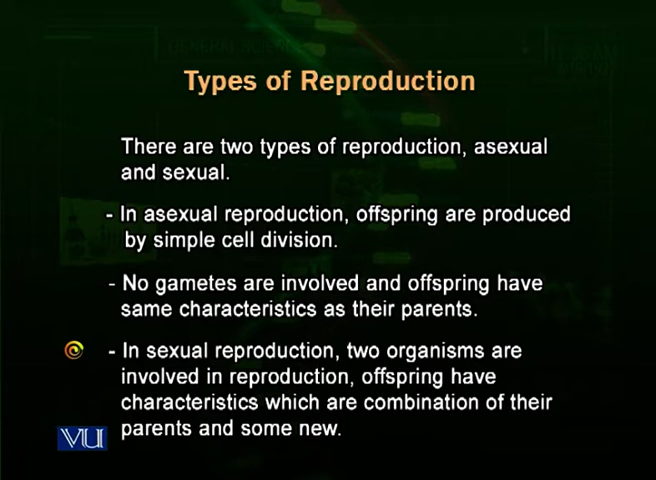 Types of Reproduction
There are two types of reproduction, asexual
and sexual.
- In asexual reproduction, offspring are produced
by simple cell division.
- No gametes are involved and offspring have
same characteristics as their parents.
- In sexual reproduction, two organisms are
involved in reproduction, offspring have
characteristics which are combination of their
parents and some new.
VU